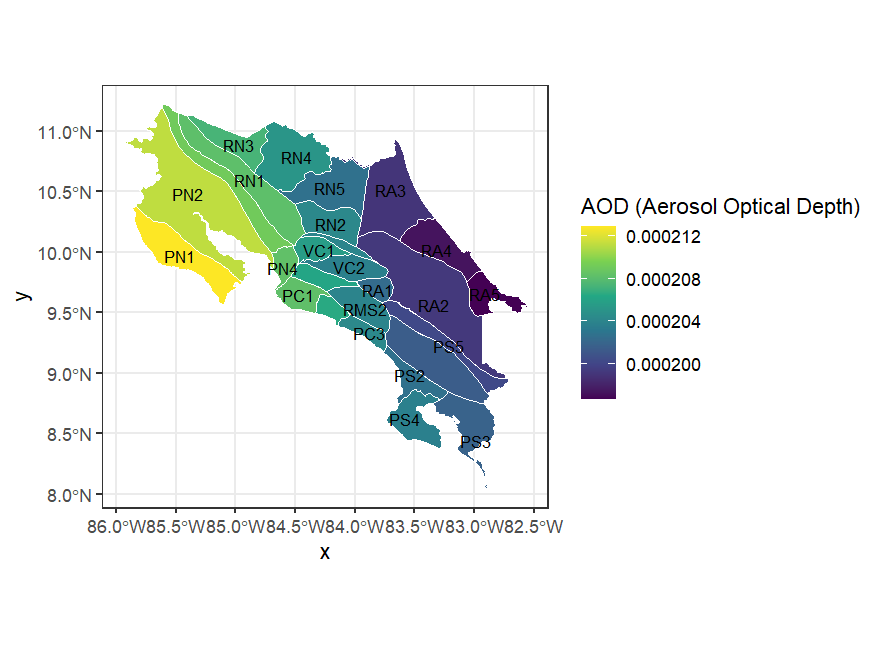 AOD (Aerosol Optical Depth)
0.000212
0.000208
0.000204
0.000200
y
11.0°N
10.5°N
10.0°N
9.5°N
9.0°N
8.5°N
8.0°N
RN3
RN4
RN1
RN5
RA3
PN2
RN2
VC1
RA4
PN1
PN4
VC2
RA1
PC1
RA5
RMS2
RA2
PC3
PS5
PS2
PS4
PS3
86.0°W85.5°W85.0°W84.5°W84.0°W83.5°W83.0°W82.5°W
x